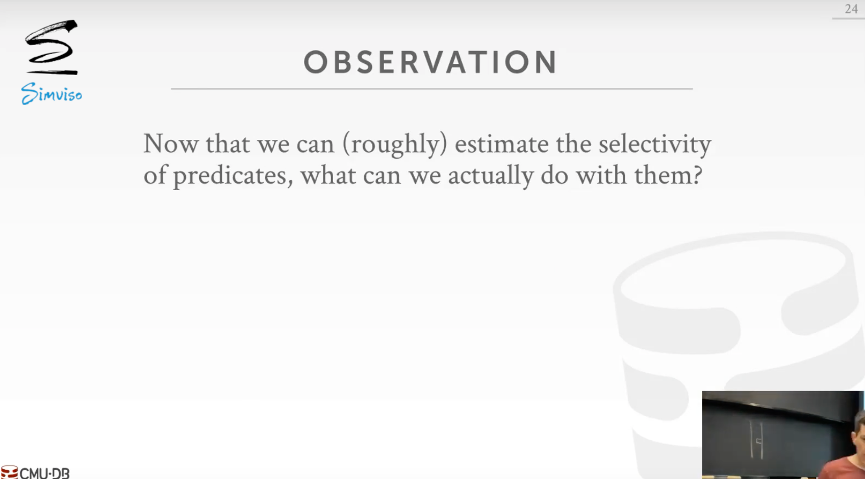 24
Simviso
OBSERVATION
Now that we can (roughly) estimate the selectivity
of predicates, what can we actually do with them?
CMU·DB